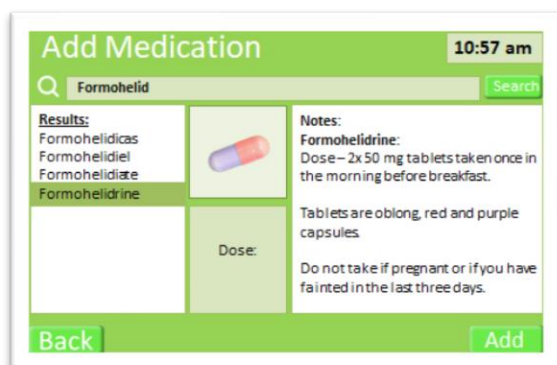 Add Medication
10:57 am
Formohelid
Search
Results:
Formohelidicas
Formohelidiel
Formohelidiate
Formohelidrine
Dose:
Notes:
Formohelidrine:
Dose – 2x 50 mg tablets taken once in
the morning before breakfast.
Tablets are oblong, red and purple
capsules.
Do not take if pregnant or if you have
fainted in the last three days.
Back
Add